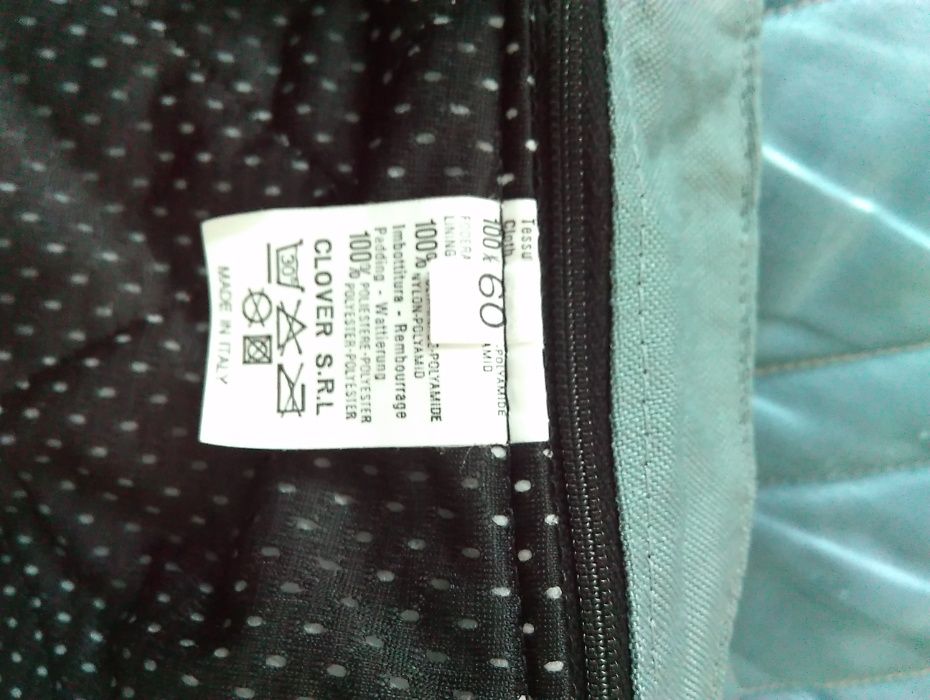 Tessu
Cloth
100% -POLYAMIDE
FODERA AMID
LINING
60
100% -POLYAMIDE
NYLON-POLYAMID
Imbottitura - Rembourrage
Padding - Wattierung
100% POLIESTERE-POLYESTER
POLYESTER-POLYESTER
CLOVER S.R.L
30
MADE IN ITALY